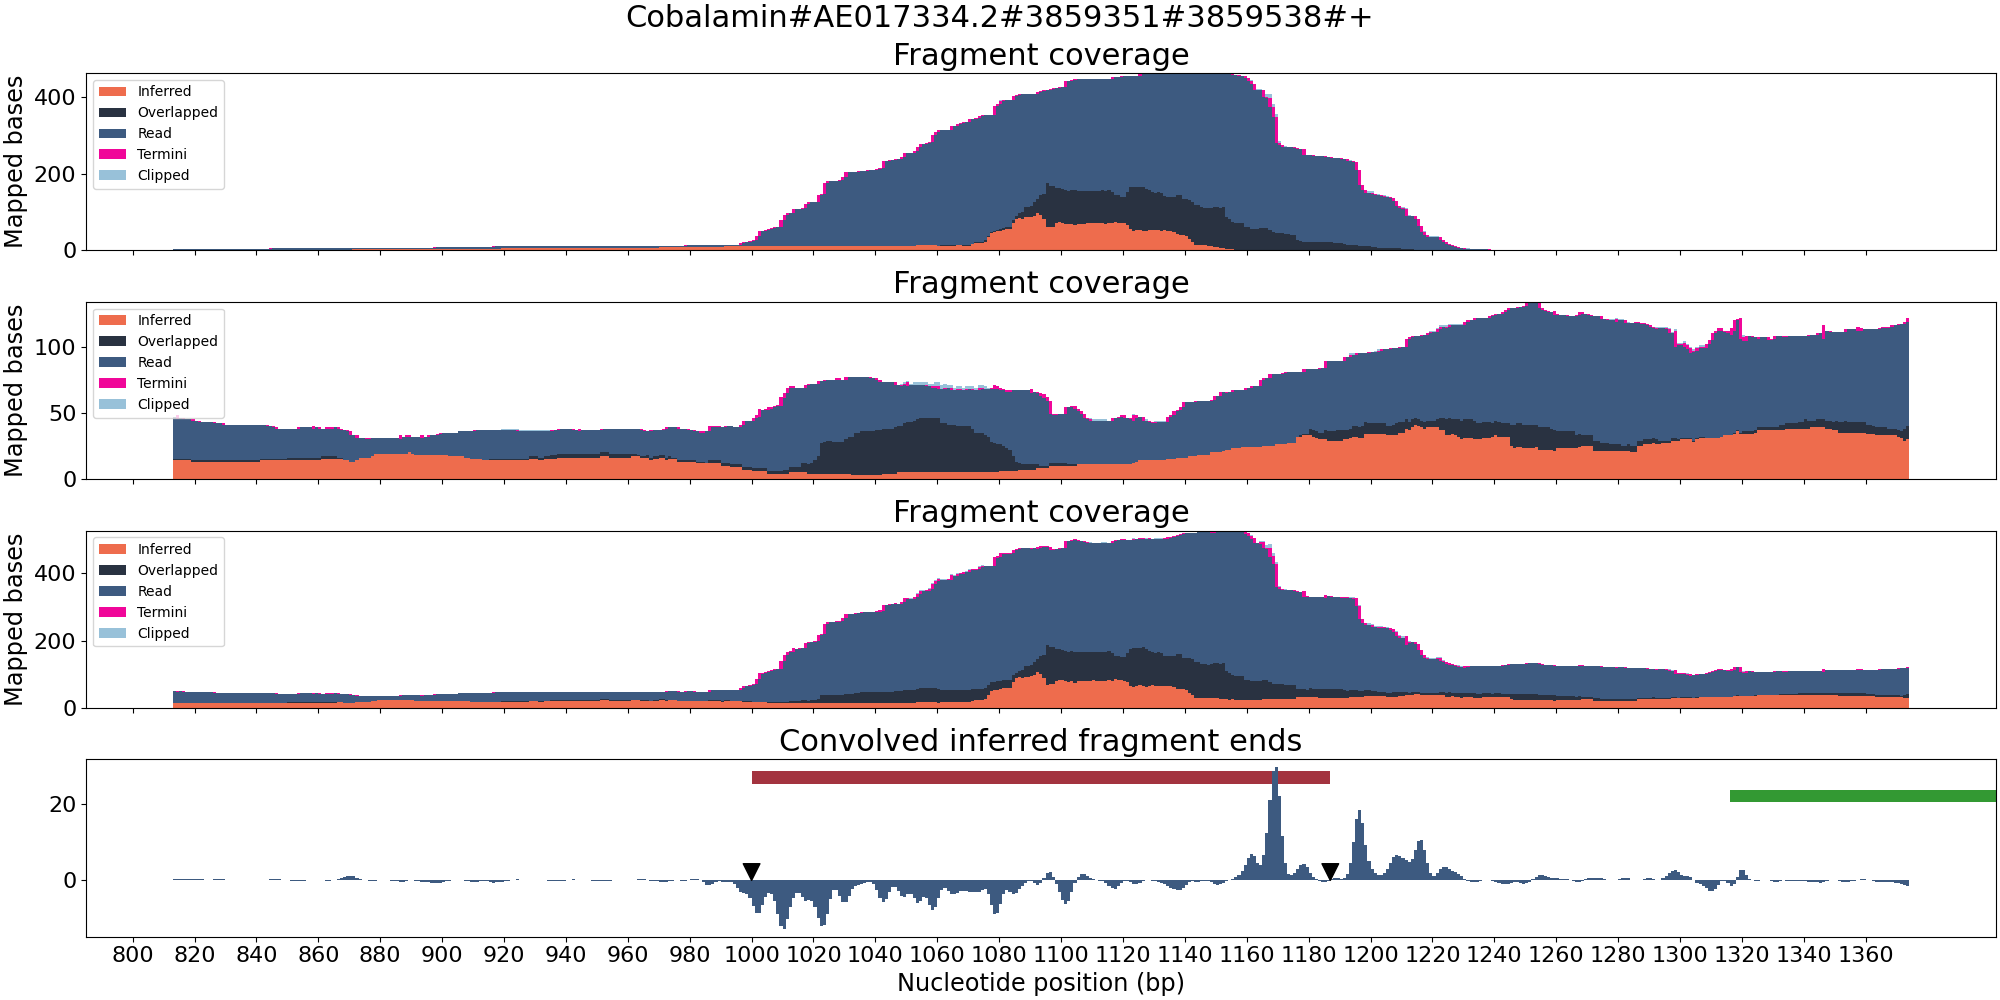 Cobalamin#AE017334.2#3859351#3859538#+
Fragment coverage
Mapped bases
400
200
0
Inferred
Overlapped
Read
Termini
Clipped
Fragment coverage
Mapped bases
100
50
0
Inferred
Overlapped
Read
Termini
Clipped
Fragment coverage
Mapped bases
400
200
0
Inferred
Overlapped
Read
Termini
Clipped
Convolved inferred fragment ends
20
0
800 820 840 860 880 900 920 940 960 980 1000 1020 1040 1060 1080 1100 1120 1140 1160 1180 1200 1220 1240 1260 1280 1300 1320 1340 1360
Nucleotide position (bp)